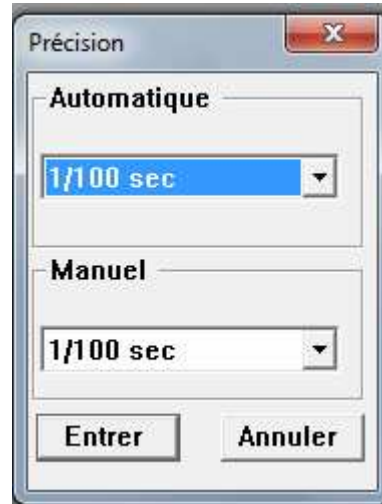 Précision
Automatique
1/100 sec
Manuel
1/100 sec
Entrer Annuler